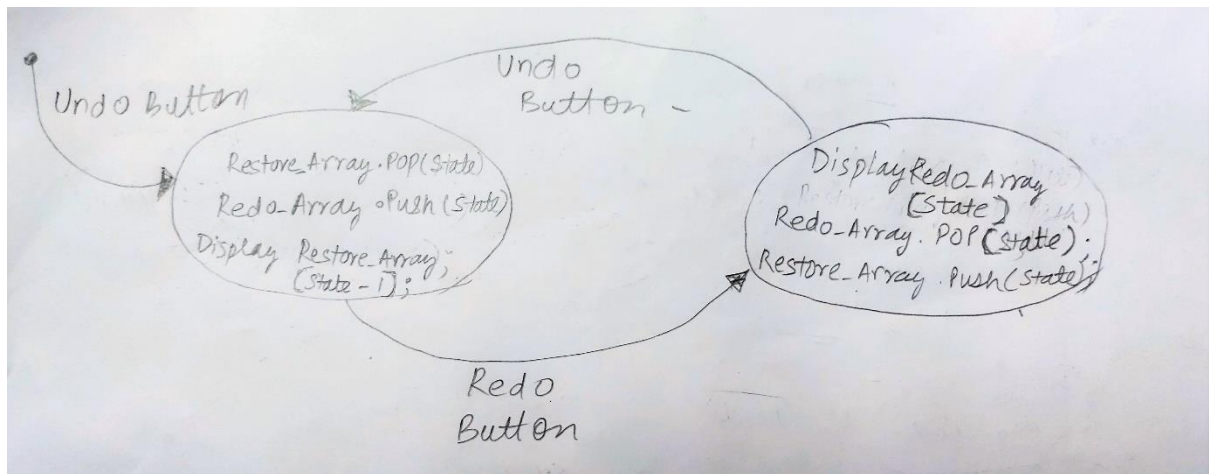 Undo Button
Undo
Button -
Restore_Array.POP(State)
Redo_Array.Push(State)
Display Restore_Array;
[State-1];
Display Redo_Array
[State]
Redo_Array.POP(State);
Restore_Array.Push(State);
Redo
Button